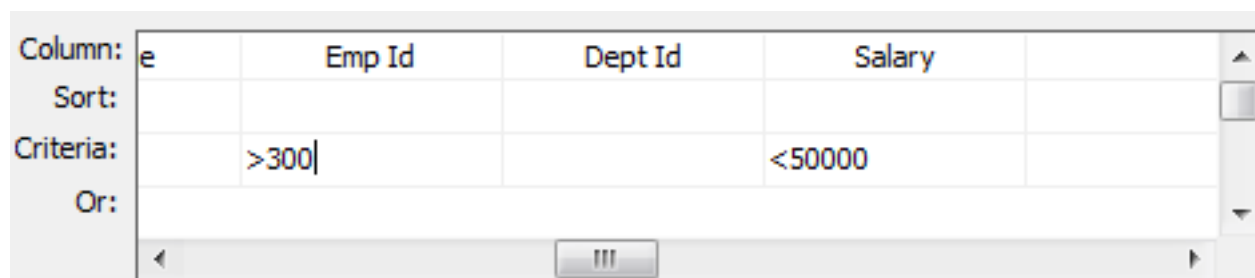 Column: e Emp Id Dept Id Salary
Sort:
Criteria: >300 <50000
Or: